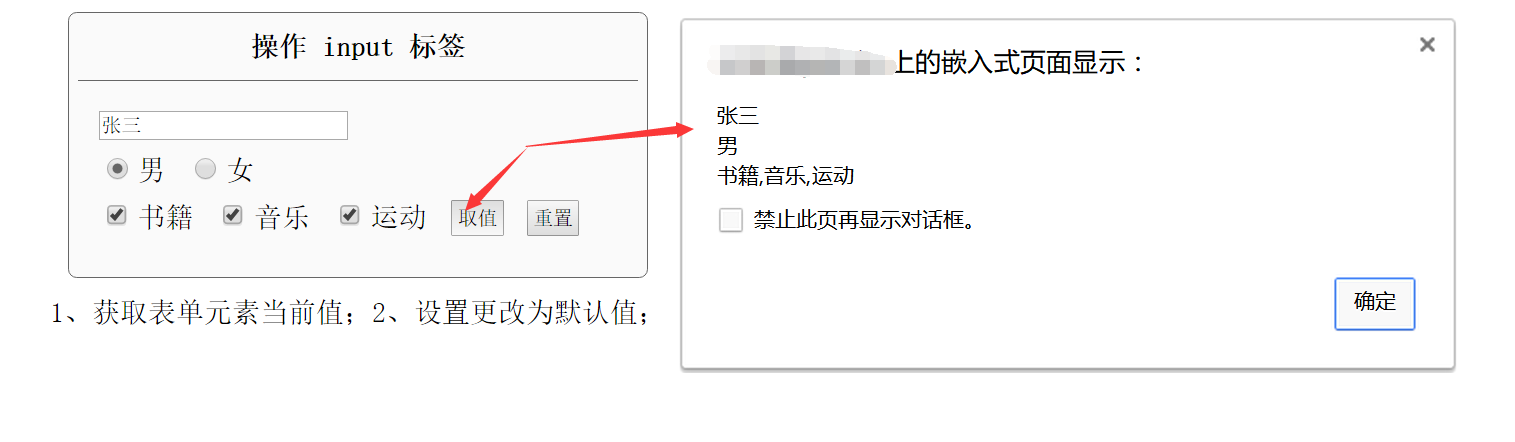 操作 input 标签
张三
男 女
书籍 音乐 运动 取值 重置
1、获取表单元素当前值；2、设置更改为默认值；
上的嵌入式页面显示：
张三
男
书籍,音乐,运动
禁止此页再显示对话框。
确定